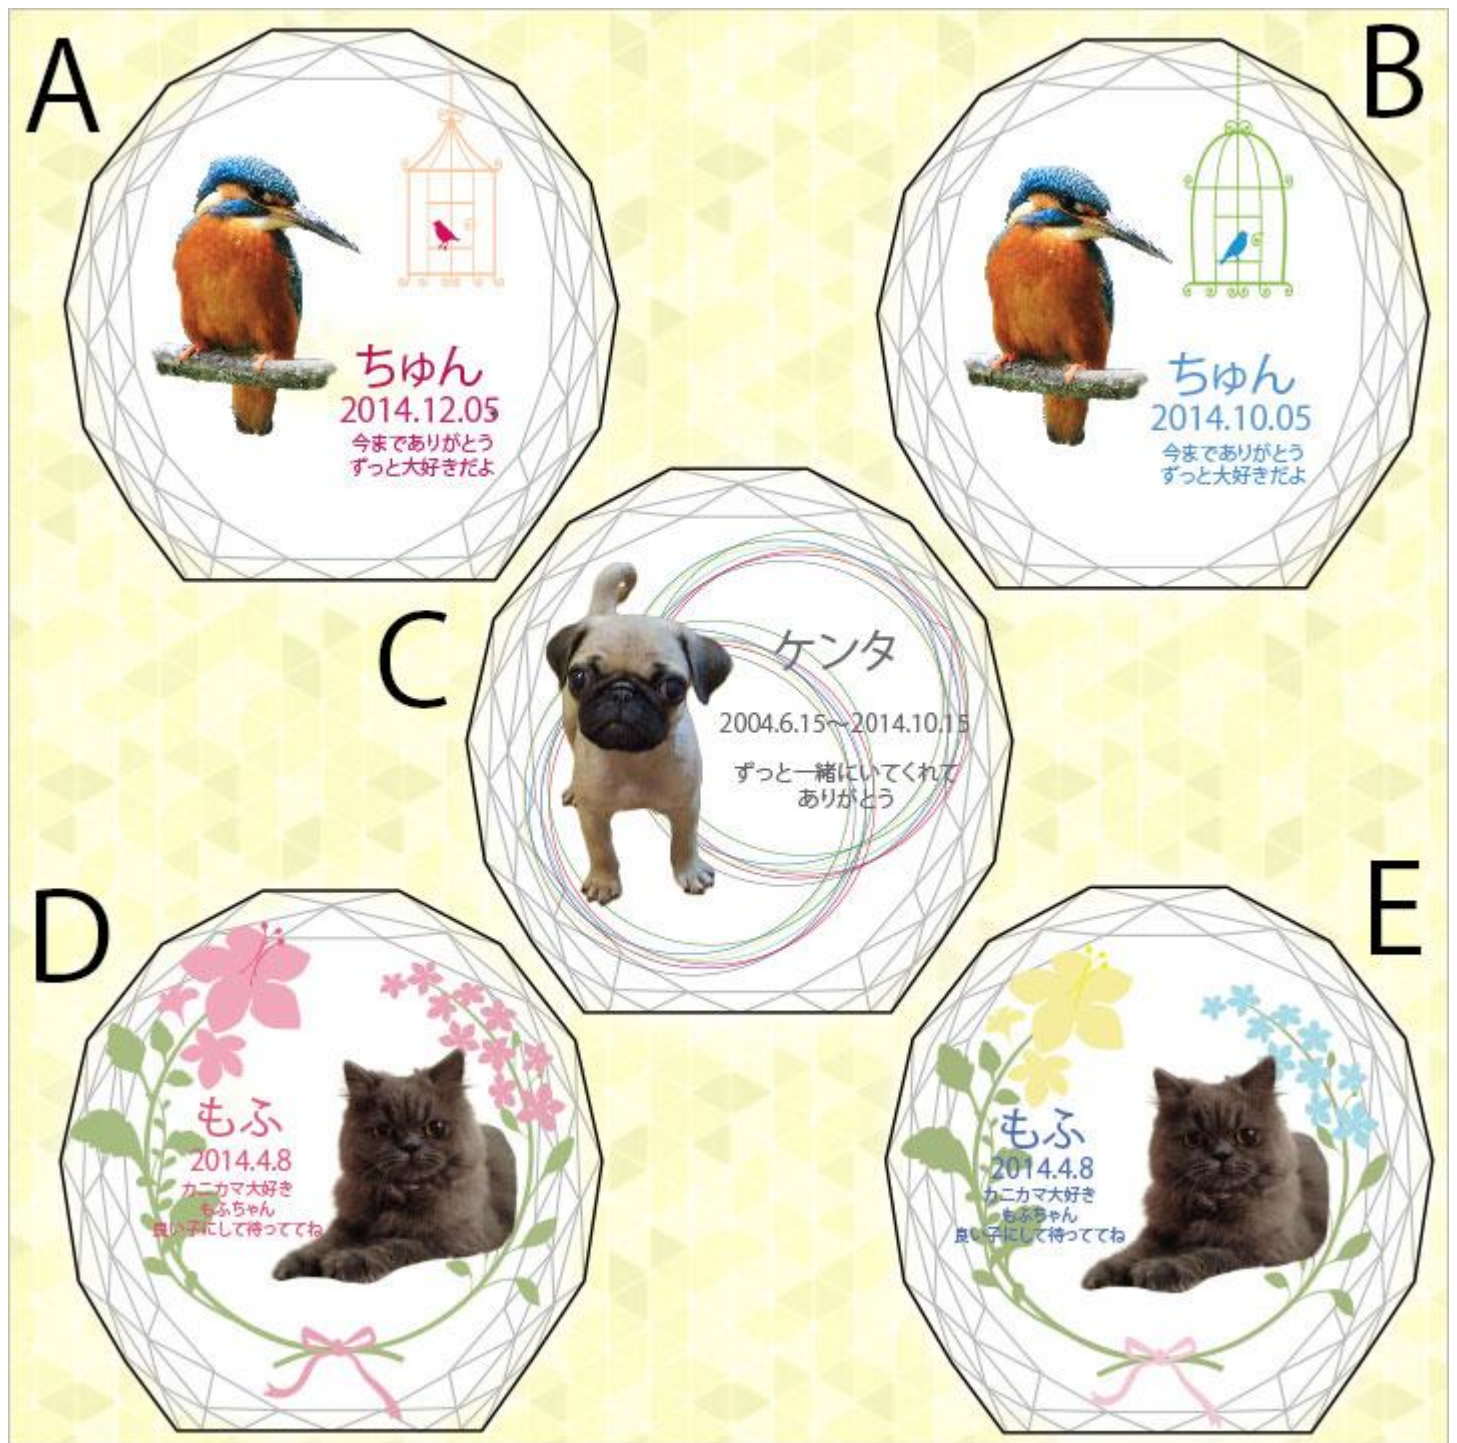 A
ちゅん
2014.12.05
今までありがとう
ずっと大好きだよ
B
ちゅん
2014.10.05
今までありがとう
ずっと大好きだよ
C
ケンタ
2004.6.15～2014.10.15
ずっと一緒にいてくれて
ありがとう
D
もふ
2014.4.8
カニカマ大好き
もふちゃん
良い子にして待っててね
E
もふ
2014.4.8
カニカマ大好き
もふちゃん
良い子にして待っててね